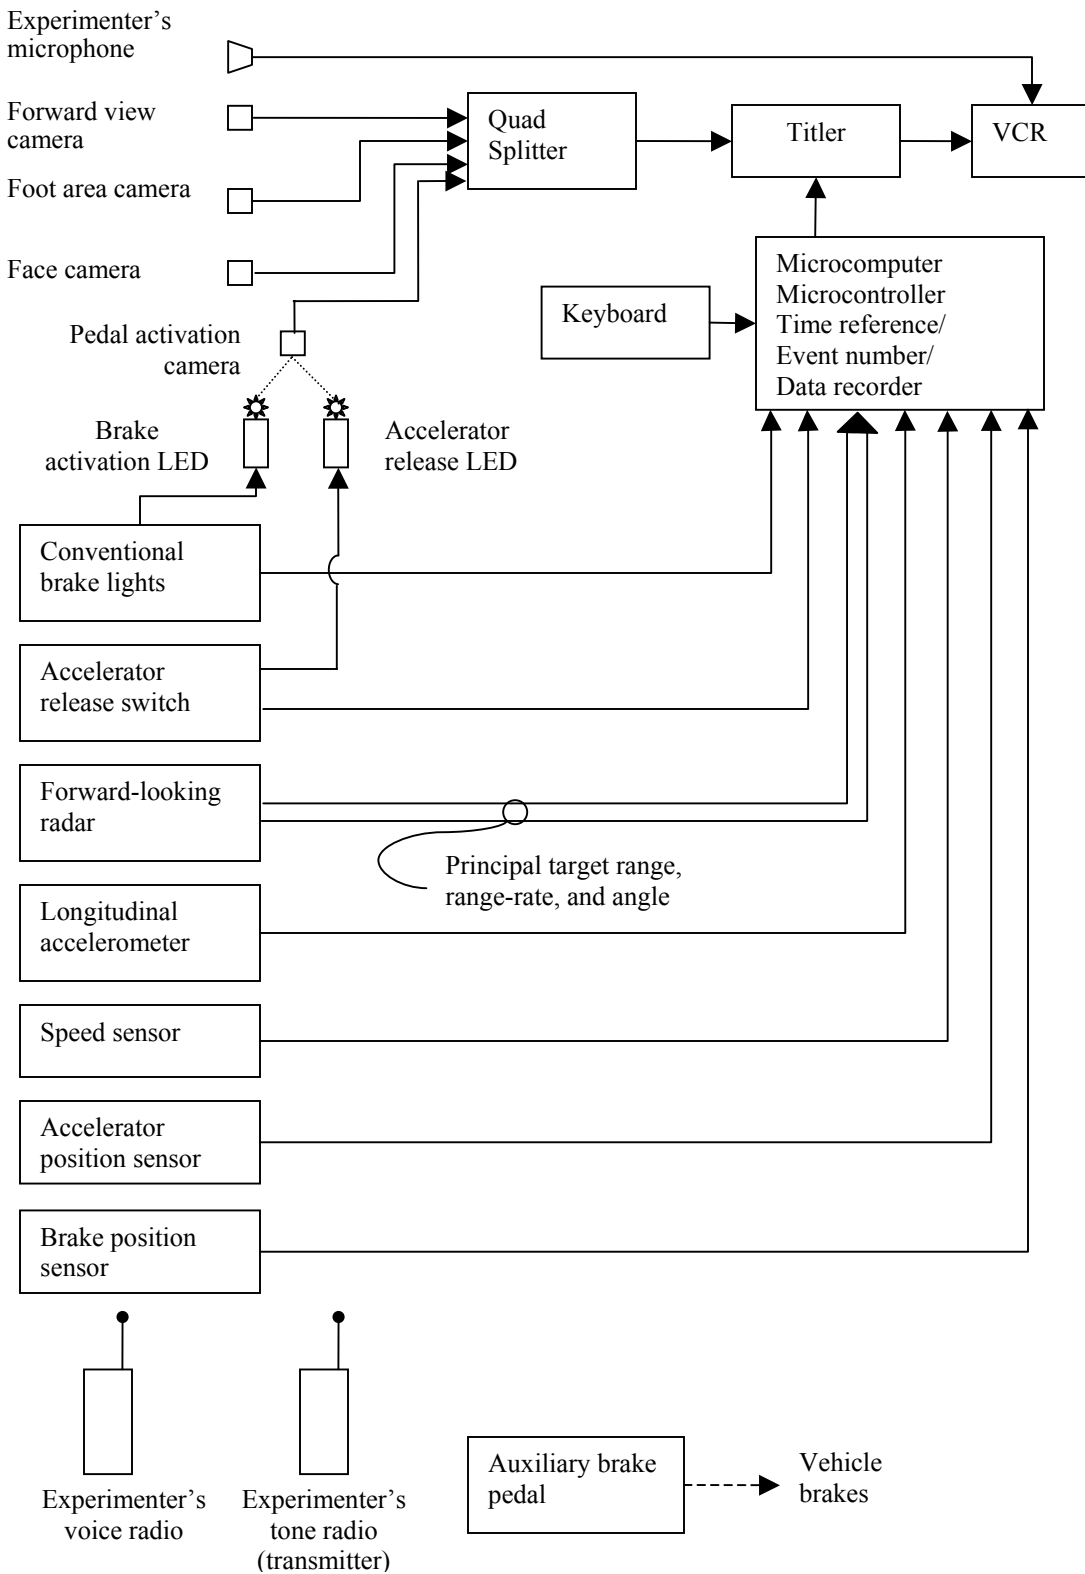 Experimenter’s
microphone
Forward view
camera
Foot area camera
Face camera
Quad
Splitter
Titler
VCR
Microcomputer
Microcontroller
Time reference/
Event number/
Data recorder
Keyboard
Pedal activation
camera
Brake
activation LED
Accelerator
release LED
Conventional
brake lights
Accelerator
release switch
Forward-looking
radar
Principal target range,
range-rate, and angle
Longitudinal
accelerometer
Speed sensor
Accelerator
position sensor
Brake position
sensor
Experimenter’s
voice radio
Experimenter’s
tone radio
(transmitter)
Auxiliary brake
pedal
Vehicle
brakes